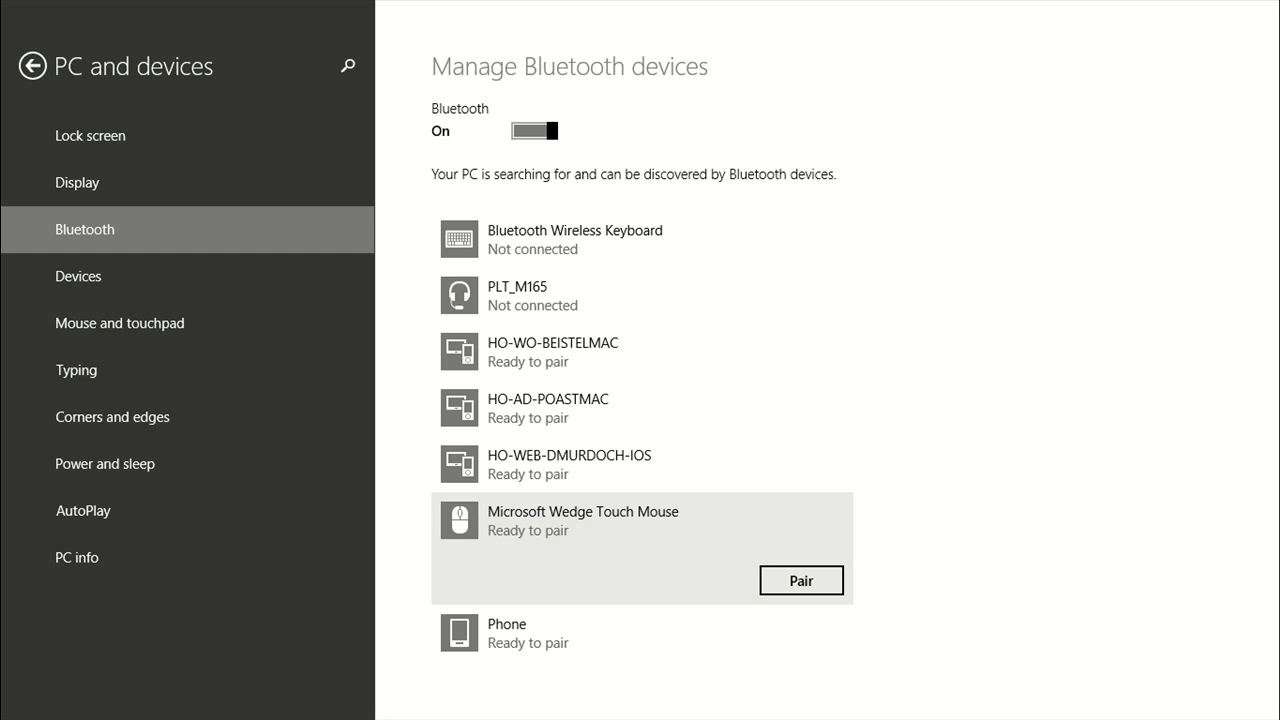 PC and devices
Lock screen
Display
Bluetooth
Devices
Mouse and touchpad
Typing
Corners and edges
Power and sleep
AutoPlay
PC info
Manage Bluetooth devices
Bluetooth
On
Your PC is searching for and can be discovered by Bluetooth devices.
Bluetooth Wireless Keyboard
Not connected
PLT_M165
Not connected
HO-WO-BEISTELMAC
Ready to pair
HO-AD-POASTMAC
Ready to pair
HO-WEB-DMURDOCH-IOS
Ready to pair
Microsoft Wedge Touch Mouse
Ready to pair
Pair
Phone
Ready to pair